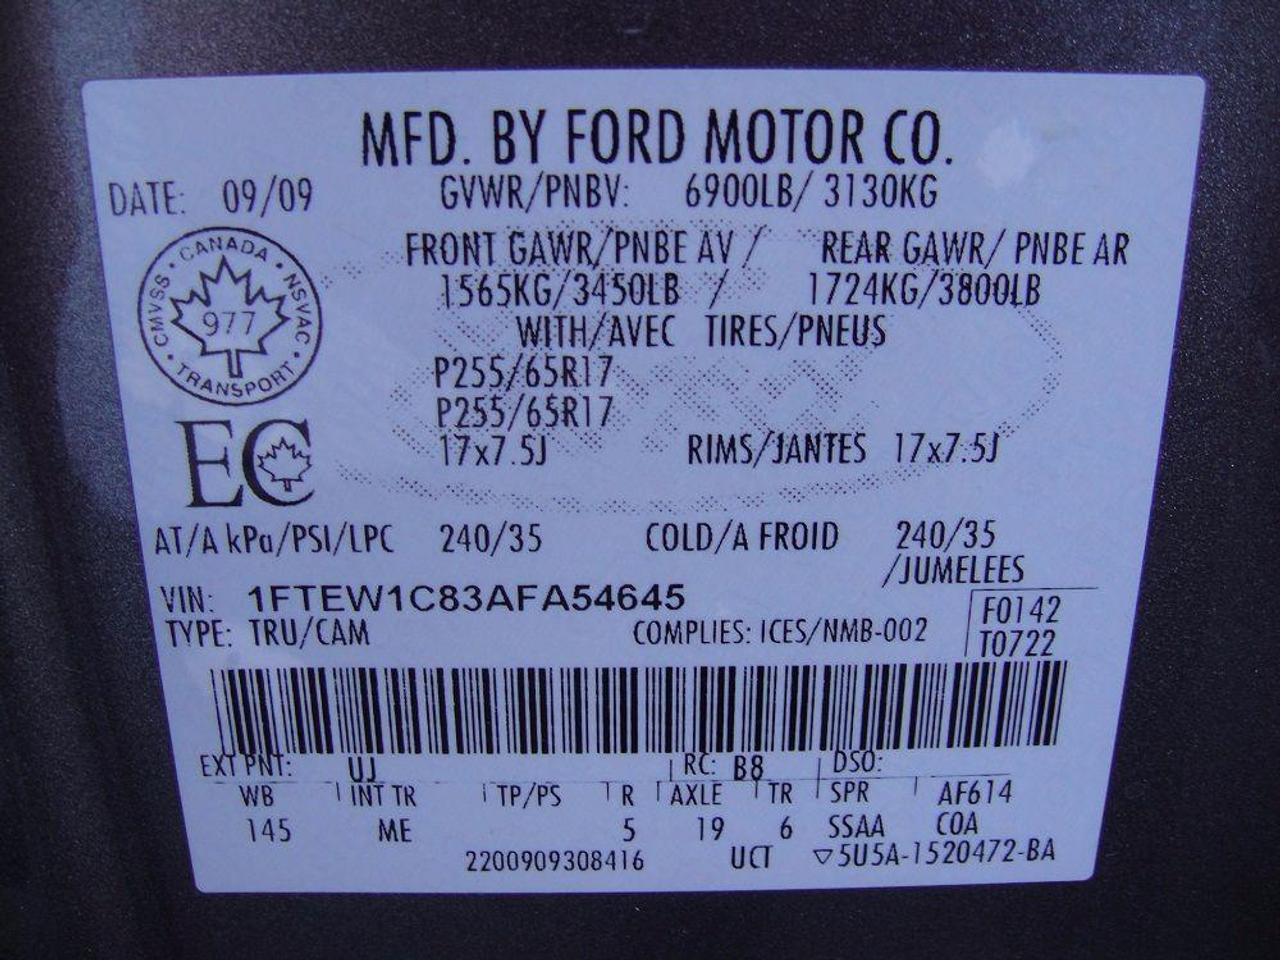 MFD. BY FORD MOTOR CO.
DATE: 09/09 GVWR/PNBV: 6900LB/ 3130KG
FRONT GAWR/PNBE AV / REAR GAWR/ PNBE AR
1565KG/3450LB / 1724KG/3800LB
WITH/AVEC TIRES/PNEUS
P255/65R17
P255/65R17
17x7.5J RIMS/JANTES 17x7.5J
CANADA • NSVAC • TRANSPORT • CMVSS •
977
EC
AT/A kPa/PSI/LPC 240/35 COLD/A FROID 240/35
/JUMELEES
VIN: 1FTEW1C83AFA54645
F0142
TYPE: TRU/CAM COMPLIES: ICES/NMB-002
T0722
EXT PNT: UJ RC: B8 DSO:
WB INT TR TP/PS R AXLE TR SPR AF614
145 ME 5 19 6 SSAA COA
2200909308416 UCT ▽5U5A-1520472-BA